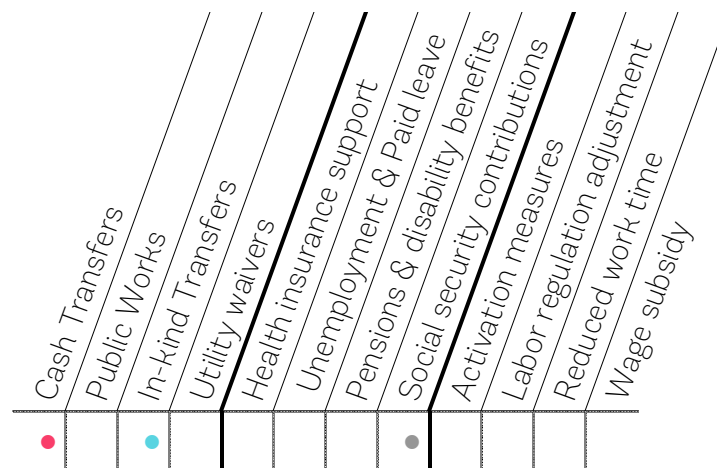 Cash Transfers
Public Works
In-kind Transfers
Utility waivers
Health insurance support
Unemployment & Paid leave
Pensions & disability benefits
Social security contributions
Activation measures
Labor regulation adjustment
Reduced work time
Wage subsidy